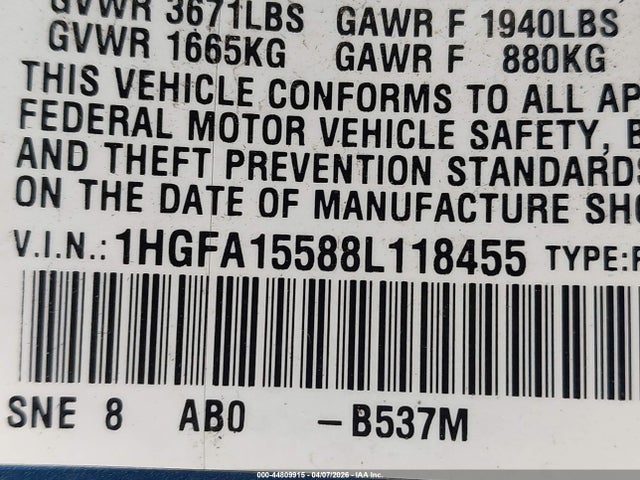 GVWR 3671LBS GAWR F 1940LBS
GVWR 1665KG GAWR F 880KG
THIS VEHICLE CONFORMS TO ALL AP
FEDERAL MOTOR VEHICLE SAFETY, B
AND THEFT PREVENTION STANDARDS
ON THE DATE OF MANUFACTURE SHO
V.I.N.: 1HGFA15588L118455 TYPE:
SNE 8 AB0 -B537M
000-44809915 - 04/07/2026 - IAA Inc.